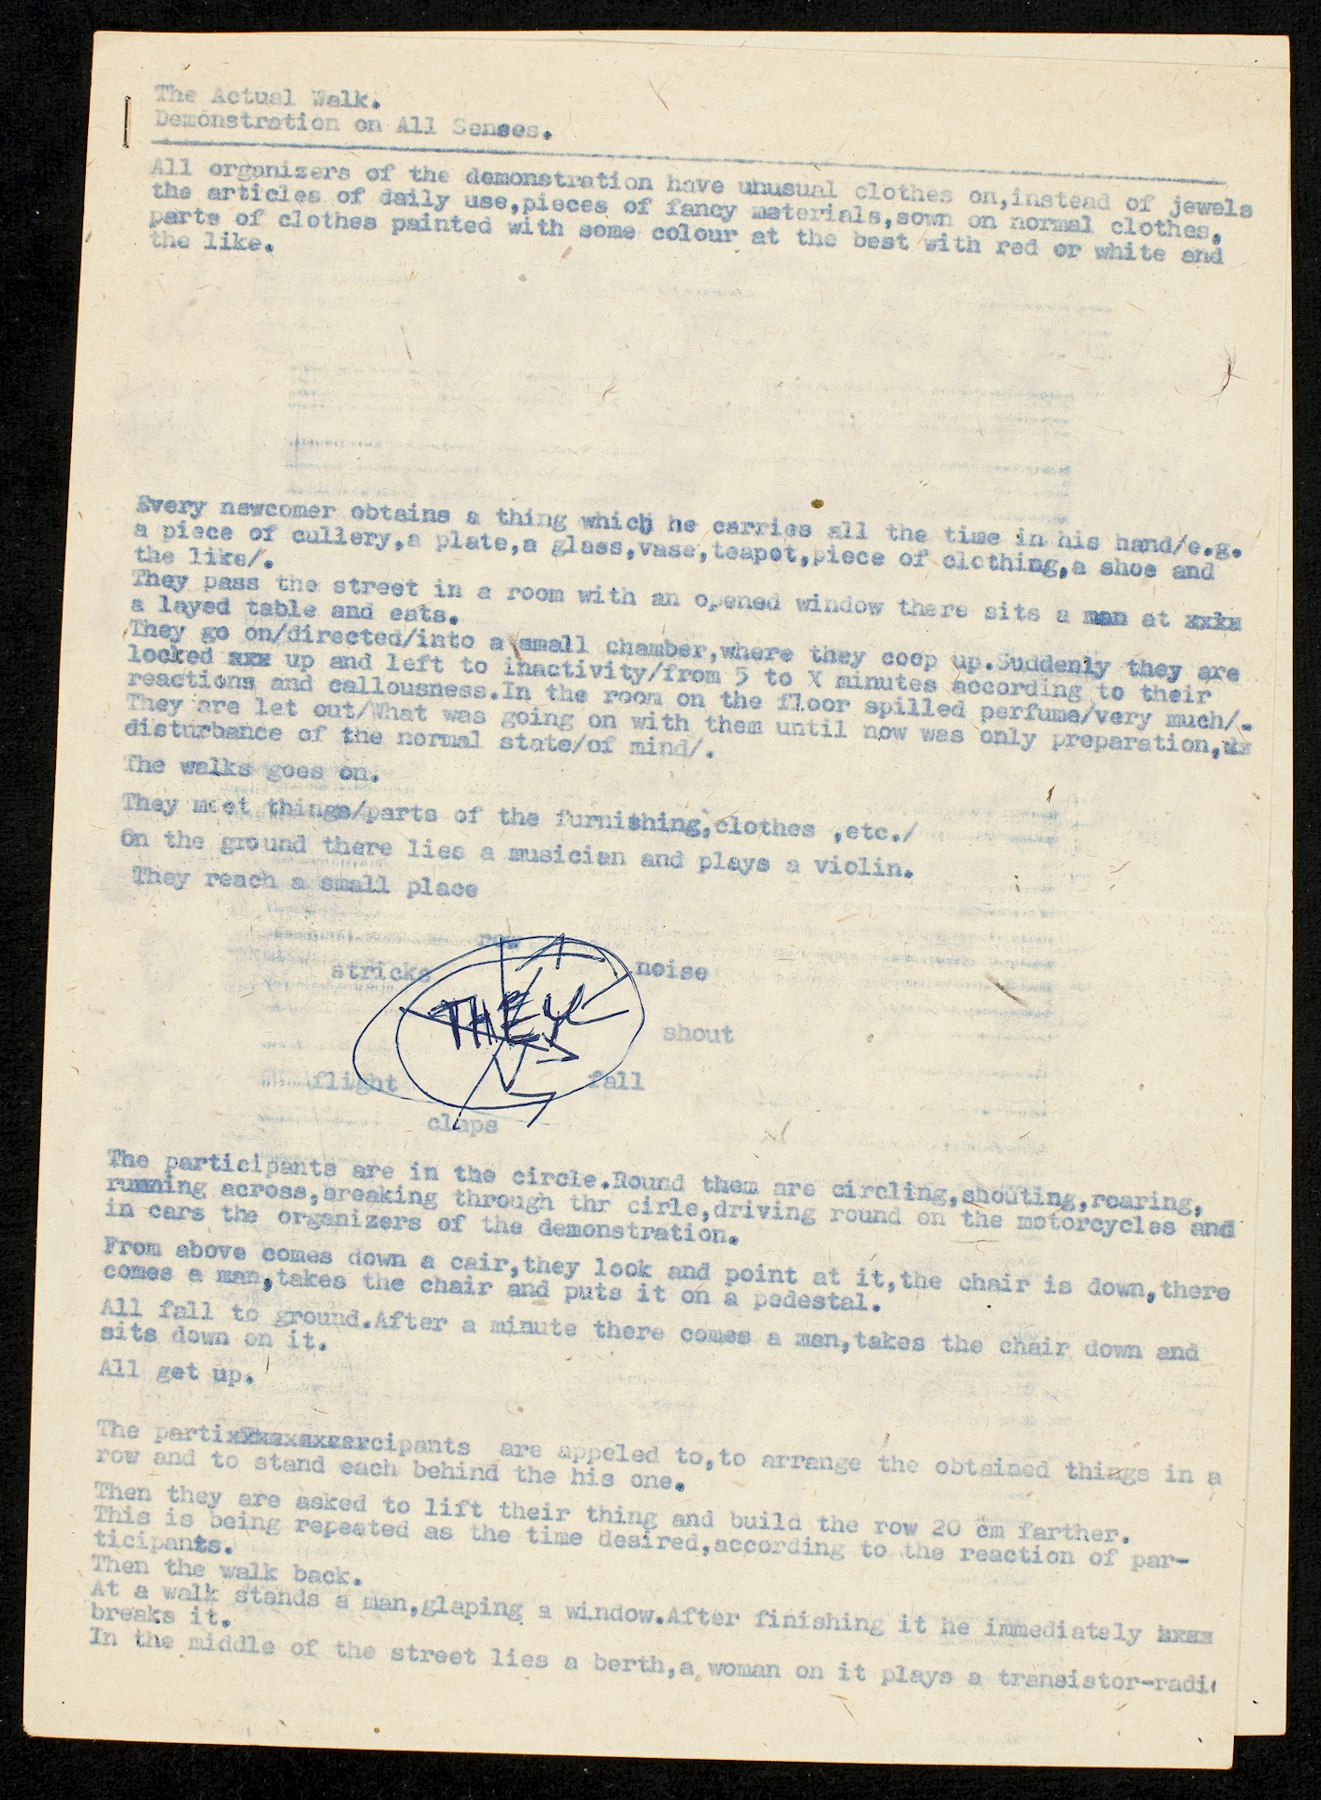 The Actual Walk.
Demonstration on All Senses.
All organizers of the demonstration have unusual clothes on,instead of jewels
the articles of daily use,pieces of fancy materials,sown on normal clothes,
parts of clothes painted with some colour at the best with red or white and
the like.
Every newcomer obtains a thing which he carries all the time in his hand/e.g.
a piece of cullery,a plate,a glass,vase,teapot,piece of clothing,a shoe and
the like/.
They pass the street in a room with an opened window there sits a man at xxkx
a layed table and eats.
They go on/directed/into a small chamber,where they coop up.Suddenly they are
locked xxx up and left to inactivity/from 5 to X minutes according to their
reactions and callousness.In the room on the floor spilled perfume/very much/.
They are let out/What was going on with them until now was only preparation,
disturbance of the normal state/of mind/.
The walks goes on.
They meet things/parts of the furnishing,clothes ,etc./
On the ground there lies a musician and plays a violin.
They reach a small place
stricks
noise
THEY
shout
flight
fall
claps
The participants are in the circle.Round them are circling,shouting,roaring,
running across,breaking through thr cirle,driving round on the motorcycles and
in cars the organizers of the demonstration.
From above comes down a cair,they look and point at it,the chair is down,there
comes a man,takes the chair and puts it on a pedestal.
All fall to ground.After a minute there comes a man,takes the chair down and
sits down on it.
All get up.
The partixxxxxxxxxrcipants are appeled to,to arrange the obtained things in a
row and to stand each behind the his one.
Then they are asked to lift their thing and build the row 20 cm farther.
This is being repeated as the time desired,according to the reaction of par-
ticipants.
Then the walk back.
At a walk stands a man,glaping a window.After finishing it he immediately xxxx
breaks it.
In the middle of the street lies a berth,a woman on it plays a transistor-radi